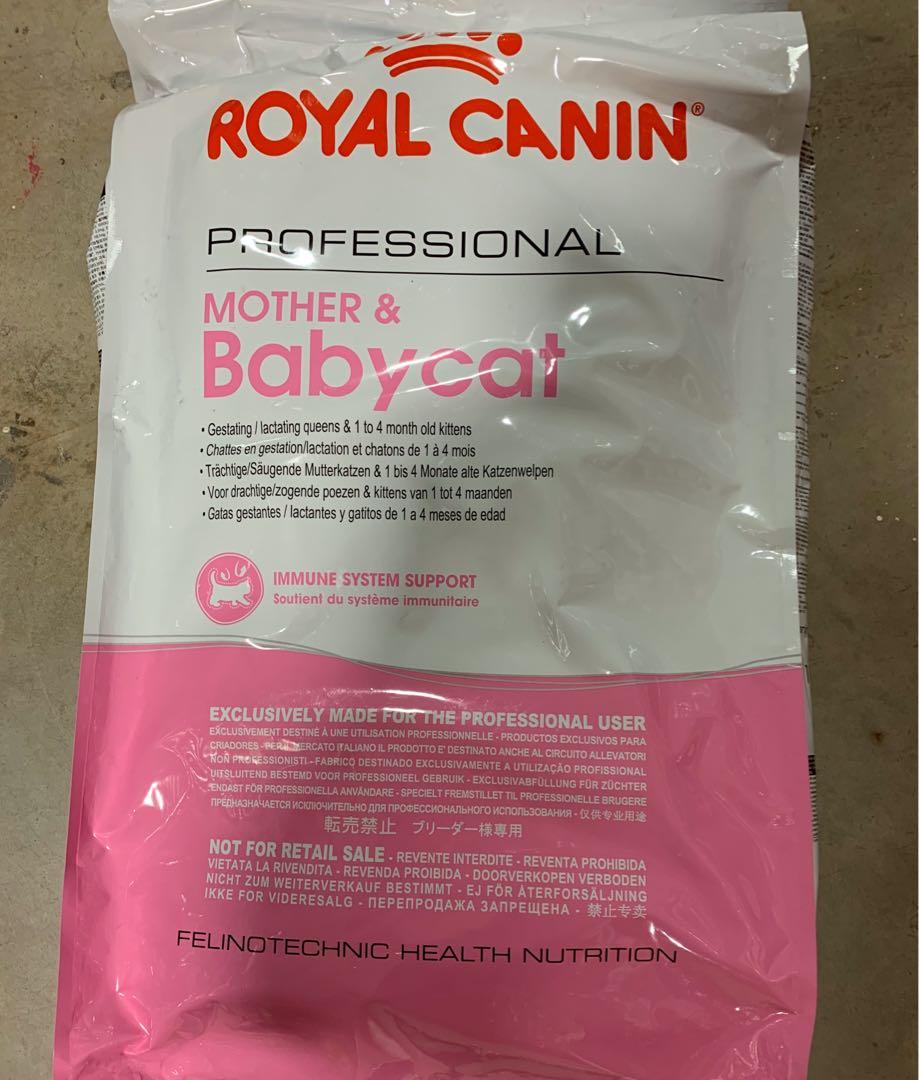 ROYAL CANIN®
PROFESSIONAL
MOTHER &
Babycat
• Gestating / lactating queens & 1 to 4 month old kittens
• Chattes en gestation/lactation et chatons de 1 à 4 mois
• Trächtige/Säugende Mutterkatzen & 1 bis 4 Monate alte Katzenwelpen
• Voor drachtige/zogende poezen & kittens van 1 tot 4 maanden
• Gatas gestantes / lactantes y gatitos de 1 a 4 meses de edad
IMMUNE SYSTEM SUPPORT
Soutient du système immunitaire
EXCLUSIVELY MADE FOR THE PROFESSIONAL USER
EXCLUSIVEMENT DESTINÉ À UNE UTILISATION PROFESSIONNELLE - PRODUCTOS EXCLUSIVOS PARA
CRIADORES - PER IL MERCATO ITALIANO IL PRODOTTO E' DESTINATO ANCHE AL CIRCUITO ALLEVATORI
NON PROFESSIONISTI - FABRICO DESTINADO EXCLUSIVAMENTE A UTILIZAÇÃO PROFISSIONAL
UITSLUITEND BESTEMD VOOR PROFESSIONEEL GEBRUIK - EXCLUSIVABFÜLLUNG FÜR ZÜCHTER
ENDAST FÖR PROFESSIONELLA ANVÄNDARE - SPECIELT FREMSTILLET TIL PROFESSIONELLE BRUGERE
ПРЕДНАЗНАЧАЕТСЯ ИСКЛЮЧИТЕЛЬНО ДЛЯ ПРОФЕССИОНАЛЬНОГО ИСПОЛЬЗОВАНИЯ - 仅供专业用途
転売禁止 ブリーダー様専用
NOT FOR RETAIL SALE - REVENTE INTERDITE - REVENTA PROHIBIDA
VIETATA LA RIVENDITA - REVENDA PROIBIDA - DOORVERKOPEN VERBODEN
NICHT ZUM WEITERVERKAUF BESTIMMT - EJ FÖR ÅTERFORSÄLJNING
IKKE FOR VIDERESALG - ПЕРЕПРОДАЖА ЗАПРЕЩЕНА - 禁止专卖
FELINOTECHNIC HEALTH NUTRITION